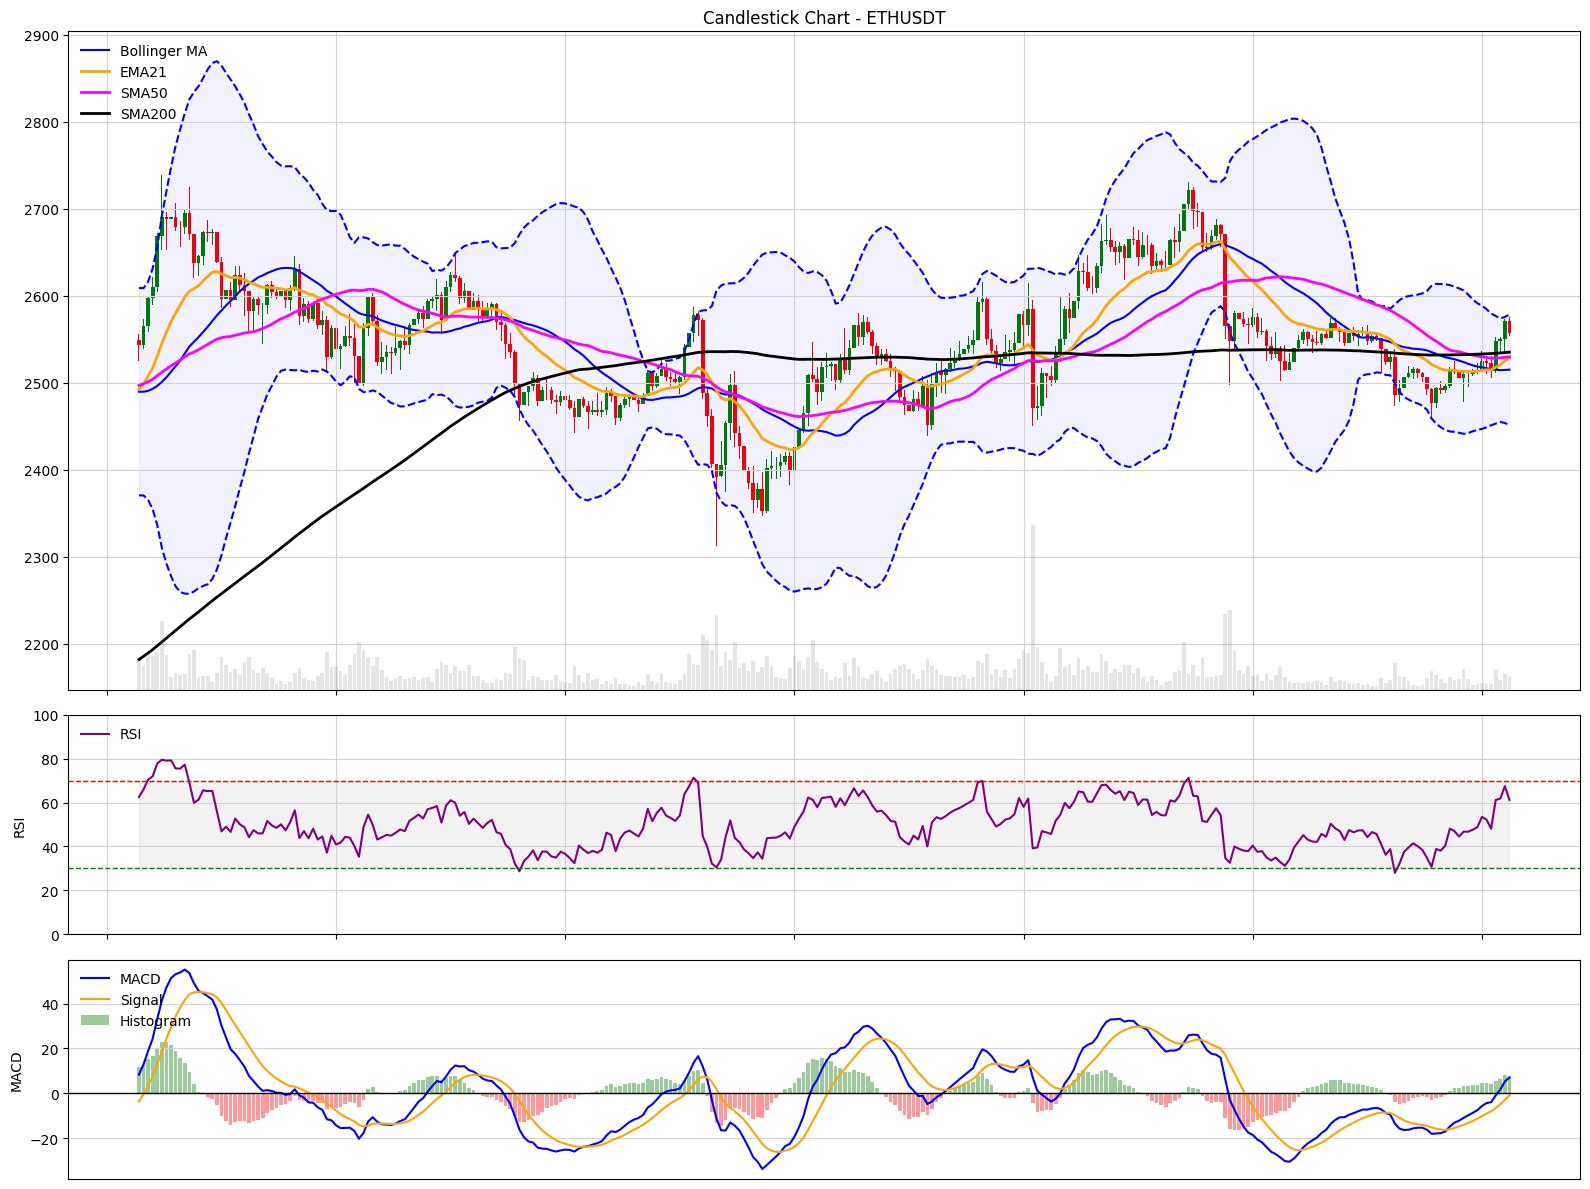 Candlestick Chart - ETHUSDT
2900
2800
2700
2600
2500
2400
2300
2200
Bollinger MA
EMA21
SMA50
SMA200
100
80
60
40
20
0
RSI
RSI
40
20
0
−20
MACD
MACD
Signal
Histogram